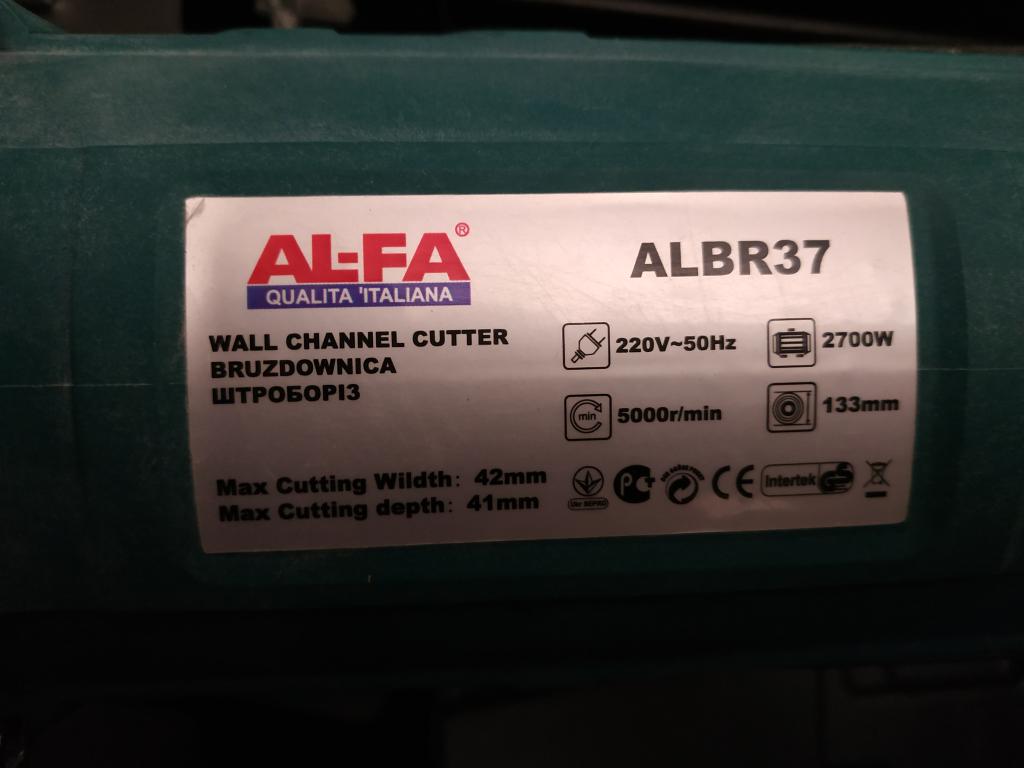 AL-FA®
QUALITA 'ITALIANA
ALBR37
WALL CHANNEL CUTTER
BRUZDOWNICA
ШТРОБОРІЗ
220V~50Hz
2700W
min
5000r/min
133mm
Max Cutting Wildth: 42mm
Max Cutting depth: 41mm
CE
Intertek